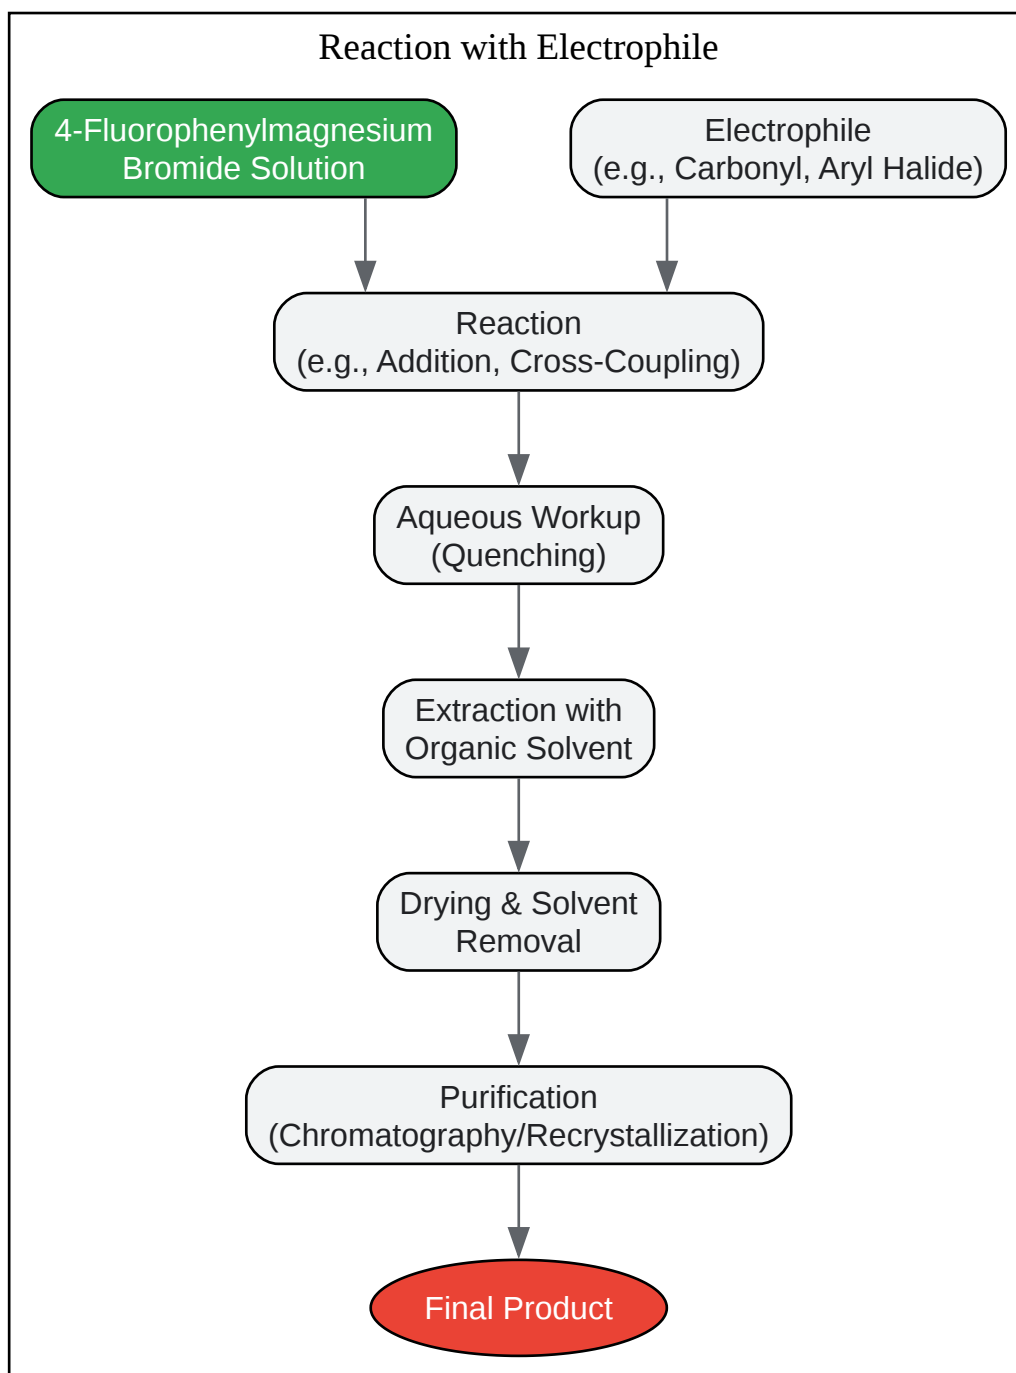 Reaction with Electrophile
4-Fluorophenylmagnesium
Bromide Solution
Electrophile
(e.g., Carbonyl, Aryl Halide)
Reaction
(e.g., Addition, Cross-Coupling)
Aqueous Workup
(Quenching)
Extraction with
Organic Solvent
Drying & Solvent
Removal
Purification
(Chromatography/Recrystallization)
Final Product